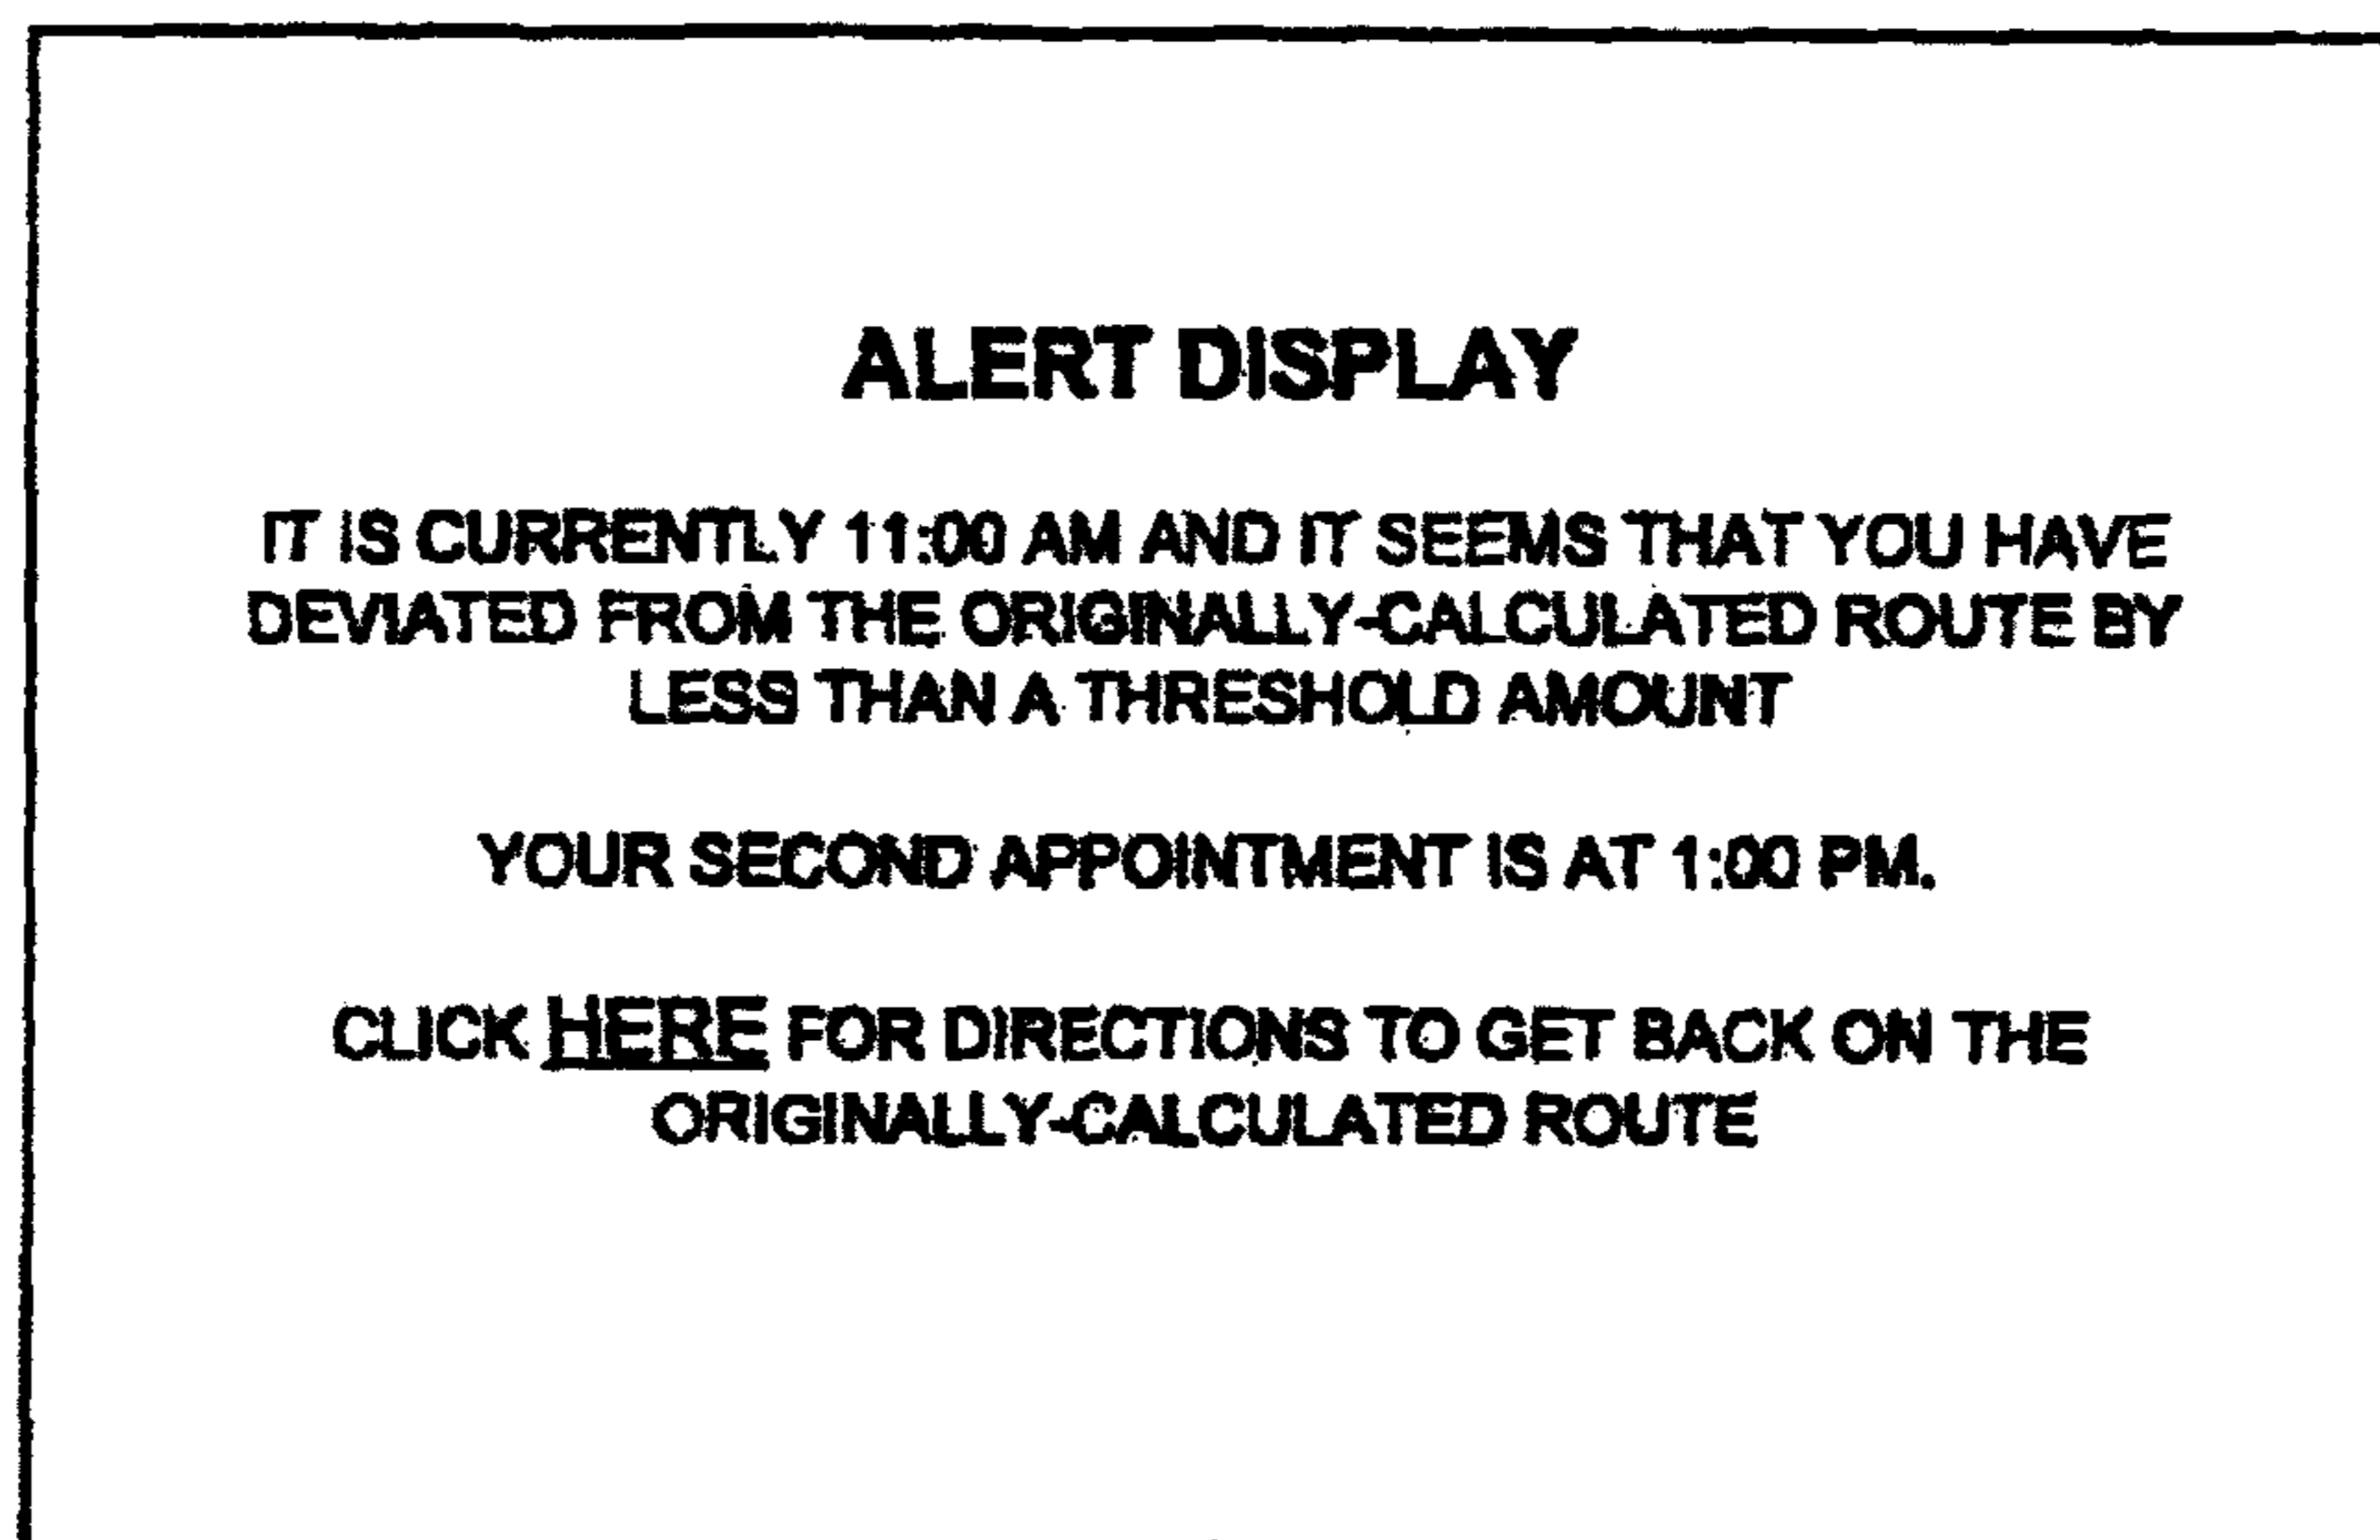 ALERT DISPLAY
IT IS CURRENTLY 11:00 AM AND IT SEEMS THAT YOU HAVE
DEVIATED FROM THE ORIGINALLY-CALCULATED ROUTE BY
LESS THAN A THRESHOLD AMOUNT
YOUR SECOND APPOINTMENT IS AT 1:00 PM.
CLICK HERE FOR DIRECTIONS TO GET BACK ON THE
ORIGINALLY-CALCULATED ROUTE